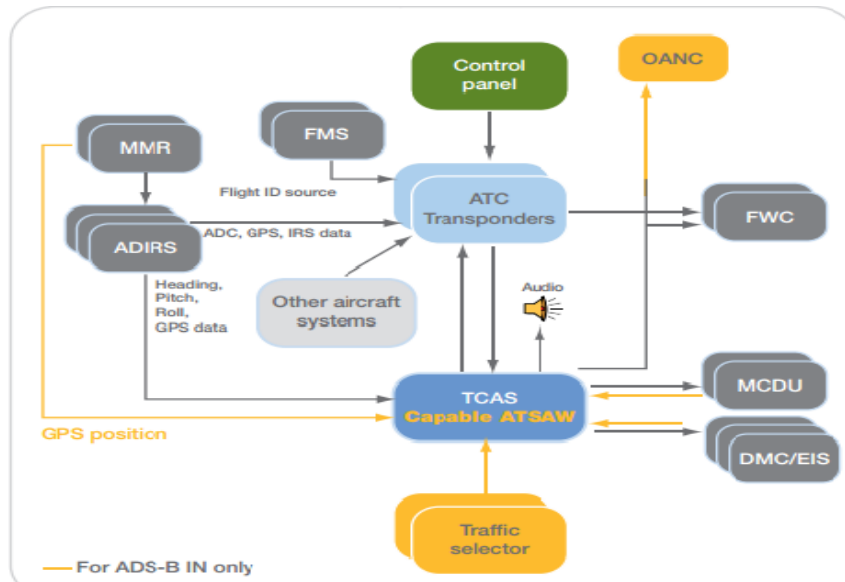 Control
panel
OANC
MMR
FMS
Flight ID source
ATC
Transponders
FWC
ADIRS
ADC, GPS, IRS data
Heading,
Pitch,
Roll,
GPS data
Other aircraft
systems
Audio
TCAS
Capable ATSAW
MCDU
GPS position
DMC/EIS
Traffic
selector
For ADS-B IN only